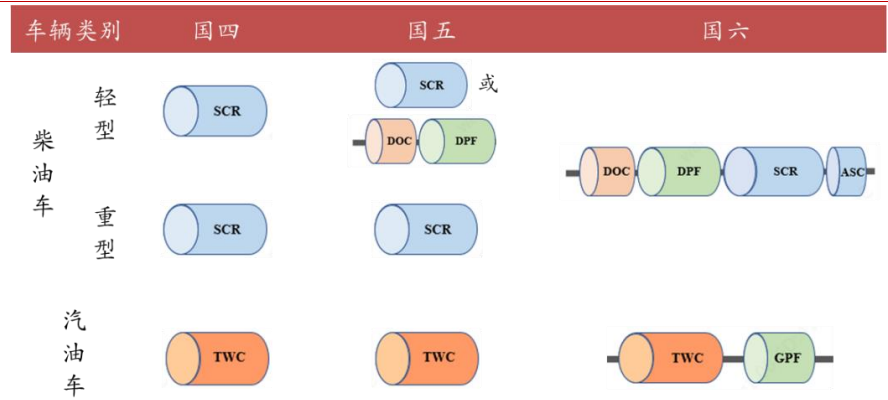 车辆类别 国四 国五 国六
柴油车
轻型
SCR
SCR 或
DOC DPF
DOC DPF SCR ASC
重型
SCR
SCR
汽油车
TWC
TWC
TWC GPF